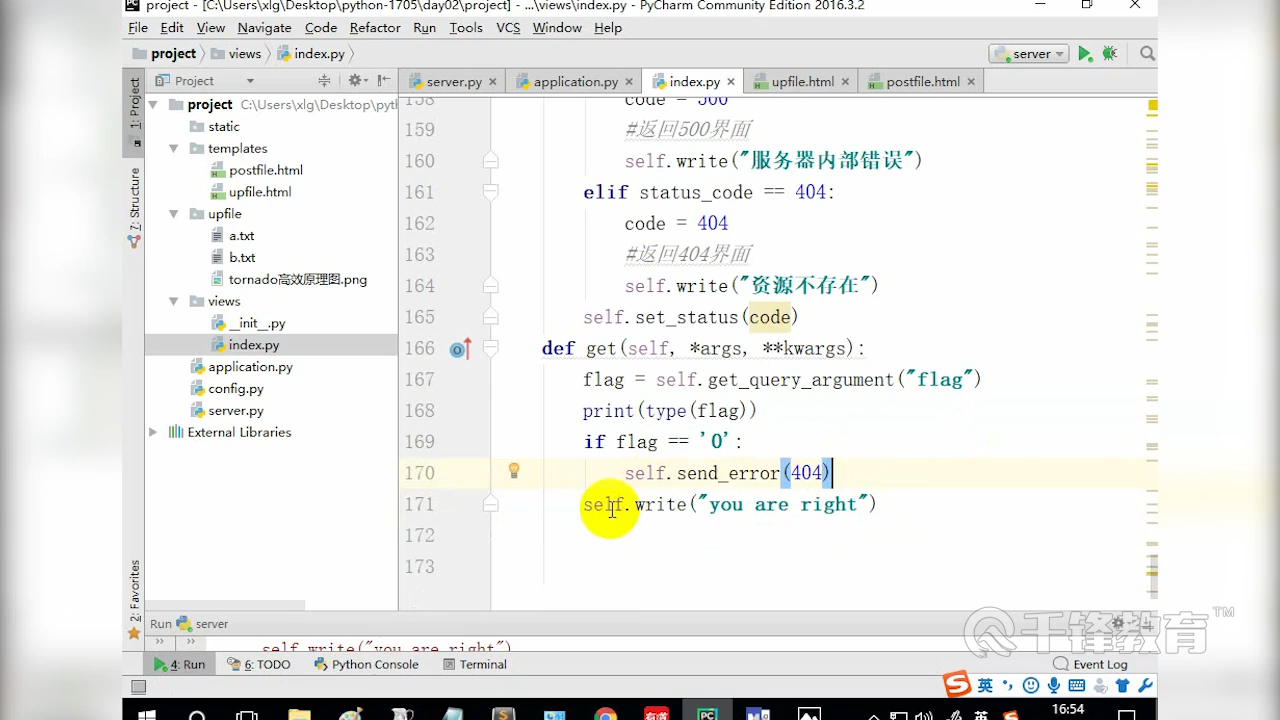 project - [C:\Users\xlg\Desktop\python-1705\day02\project] - ...\view\index.py - PyCharm Community Edition 2016.3.2
File Edit View Navigate Code Refactor Run Tools VCS Window Help
project views index.py server
1: Project
7: Structure
2: Favorites
Project
project C:\Users\xlg\Desktop\pyth
static
templates
postfile.html
upfile.html
upfile
a.txt
b.txt
tornado高效原理图.png
views
__init__.py
index.py
application.py
config.py
server.py
External Libraries
server.py application.py index.py upfile.html postfile.html
158 code = 500
159 #返回500界面
160 self.write("服务器内部错误")
161 elif status_code == 404:
162 code = 404
163 #返回404界面
164 self.write("资源不存在")
165 self.set_status(code)
166 def get(self, *args, **kwargs):
167 flag = self.get_query_argument("flag")
168 print(type(flag))
169 if flag == '0':
170 self.send_error(404)
171 self.write("you are right")
172
173
千锋教育™
Run server
self.write("you are right")
4: Run 6: TODO Python Console Terminal Event Log
英
16:54
英